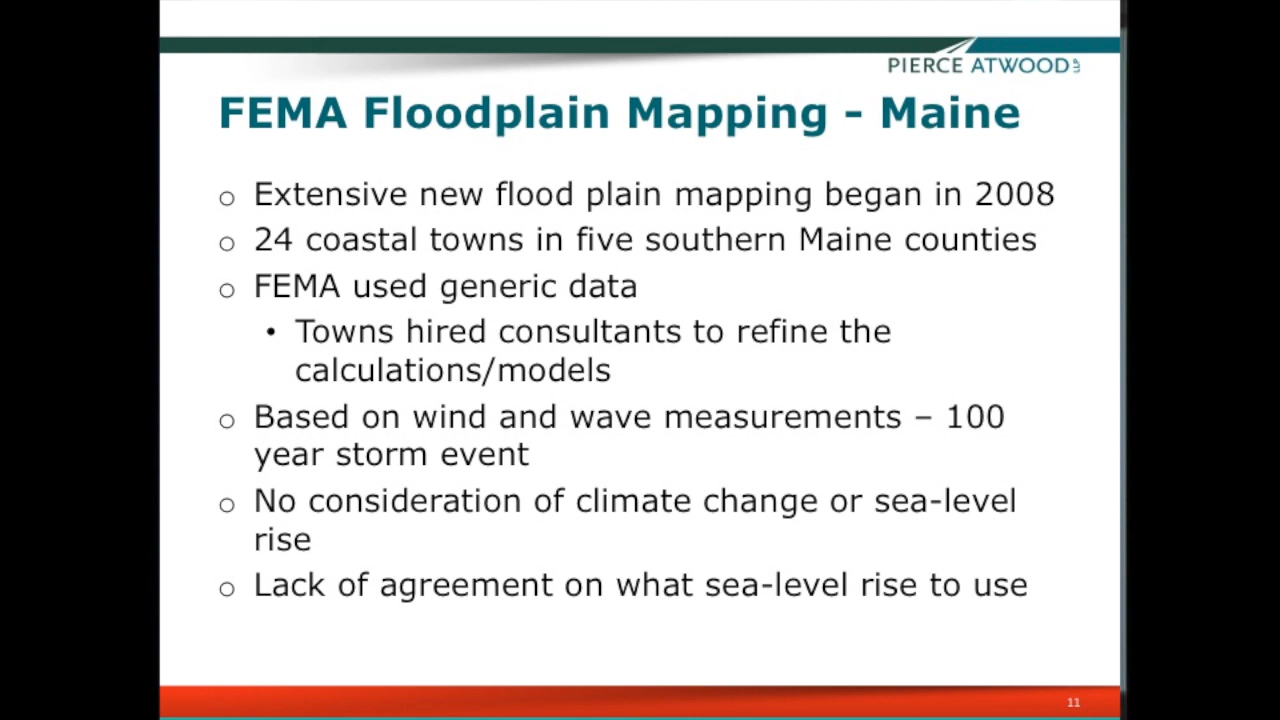 PIERCE ATWOOD LLP
FEMA Floodplain Mapping - Maine
o Extensive new flood plain mapping began in 2008
o 24 coastal towns in five southern Maine counties
o FEMA used generic data
• Towns hired consultants to refine the
calculations/models
o Based on wind and wave measurements – 100
year storm event
o No consideration of climate change or sea-level
rise
o Lack of agreement on what sea-level rise to use
11